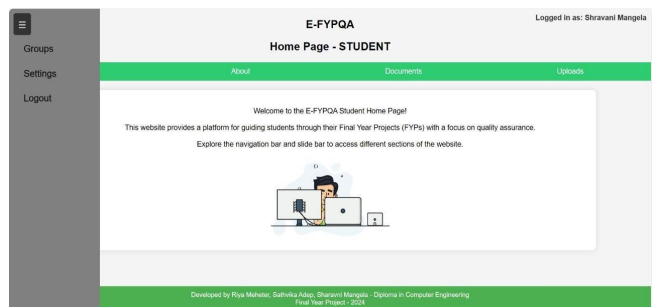 E-FYPQA
Logged in as: Shravani Mangela
Home Page - STUDENT
Groups
Settings
Logout
About
Documents
Uploads
Welcome to the E-FYPQA Student Home Page!
This website provides a platform for guiding students through their Final Year Projects (FYPs) with a focus on quality assurance.
Explore the navigation bar and slide bar to access different sections of the website.
Developed by Riya Meheter, Sathvika Adep, Sharavni Mangela - Diploma in Computer Engineering
Final Year Project - 2024